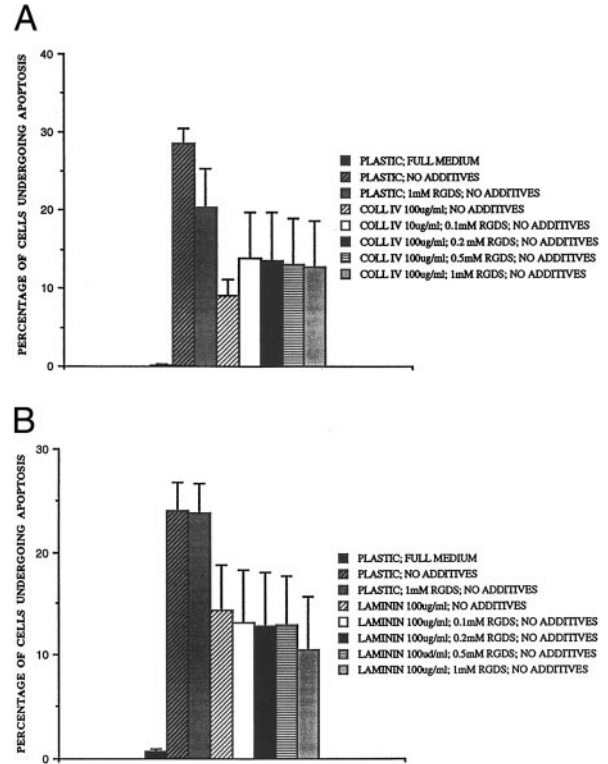 A
PERCENTAGE OF CELLS UNDERGOING APOPTOSIS
40
30
20
10
0
PLASTIC; FULL MEDIUM
PLASTIC; NO ADDITIVES
PLASTIC; 1mM RGDS; NO ADDITIVES
COLL IV 100ug/ml; NO ADDITIVES
COLL IV 10ug/ml; 0.1mM RGDS; NO ADDITIVES
COLL IV 100ug/ml; 0.2 mM RGDS; NO ADDITIVES
COLL IV 100ug/ml; 0.5mM RGDS; NO ADDITIVES
COLL IV 100ug/ml; 1mM RGDS; NO ADDITIVES
B
PERCENTAGE OF CELLS UNDERGOING APOPTOSIS
30
20
10
0
PLASTIC; FULL MEDIUM
PLASTIC; NO ADDITIVES
PLASTIC; 1mM RGDS; NO ADDITIVES
LAMININ 100ug/ml; NO ADDITIVES
LAMININ 100ug/ml; 0.1mM RGDS; NO ADDITIVES
LAMININ 100ug/ml; 0.2mM RGDS; NO ADDITIVES
LAMININ 100ud/ml; 0.5mM RGDS; NO ADDITIVES
LAMININ 100ug/ml; 1mM RGDS; NO ADDITIVES